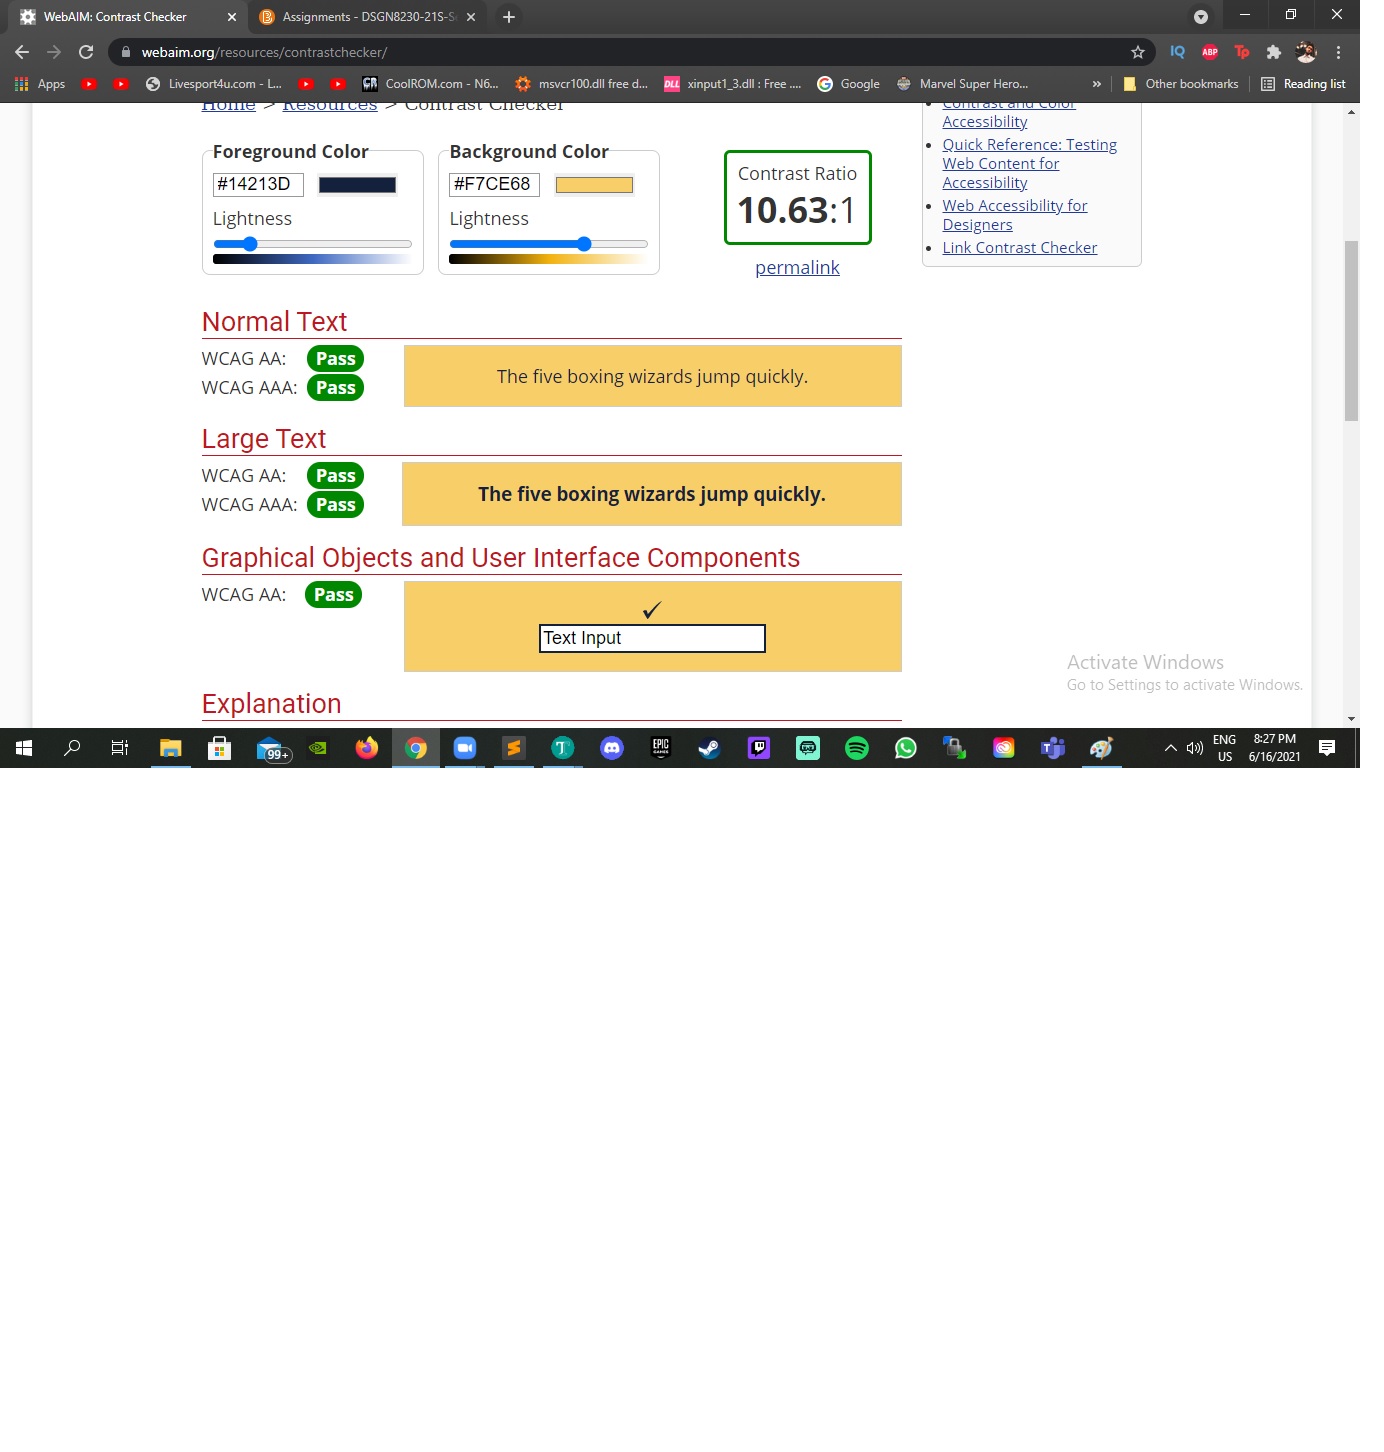 WebAIM: Contrast Checker
Assignments - DSGN8230-21S-S
webaim.org/resources/contrastchecker/
IQ
ABP
Tp
Apps
Livesport4u.com - L...
CoolROM.com - N6...
msvcr100.dll free d...
DLL
xinput1_3.dll : Free ....
Google
Marvel Super Hero...
»
Other bookmarks
Reading list
Home > Resources > Contrast Checker
Foreground Color
#14213D
Lightness
Background Color
#F7CE68
Lightness
Contrast Ratio
10.63:1
permalink
Contrast and Color
Accessibility
Quick Reference: Testing
Web Content for
Accessibility
Web Accessibility for
Designers
Link Contrast Checker
Normal Text
WCAG AA: Pass
WCAG AAA: Pass
The five boxing wizards jump quickly.
Large Text
WCAG AA: Pass
WCAG AAA: Pass
The five boxing wizards jump quickly.
Graphical Objects and User Interface Components
WCAG AA: Pass
✓
Text Input
Explanation
Activate Windows
Go to Settings to activate Windows.
99+
EPIC
GAMES
ENG
US
8:27 PM
6/16/2021